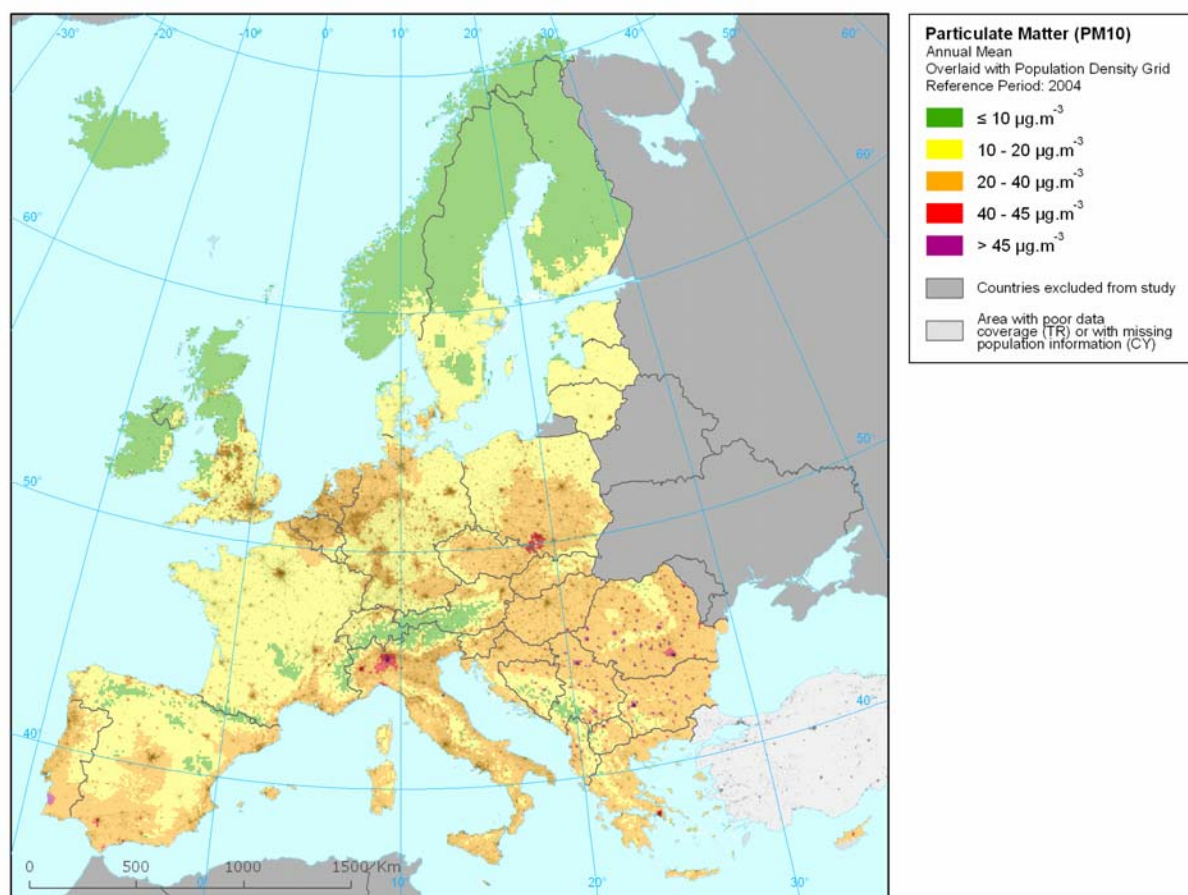 -30°
-20°
-10°
0°
10°
20°
30°
40°
50°
60°
60°
60°
-20°
-10°
50°
50°
40°
40°
0 500 1000 1500 Km
0°
10°
20°
30°
Particulate Matter (PM10)
Annual Mean
Overlaid with Population Density Grid
Reference Period: 2004
≤ 10 µg.m-3
10 - 20 µg.m-3
20 - 40 µg.m-3
40 - 45 µg.m-3
> 45 µg.m-3
Countries excluded from study
Area with poor data
coverage (TR) or with missing
population information (CY)